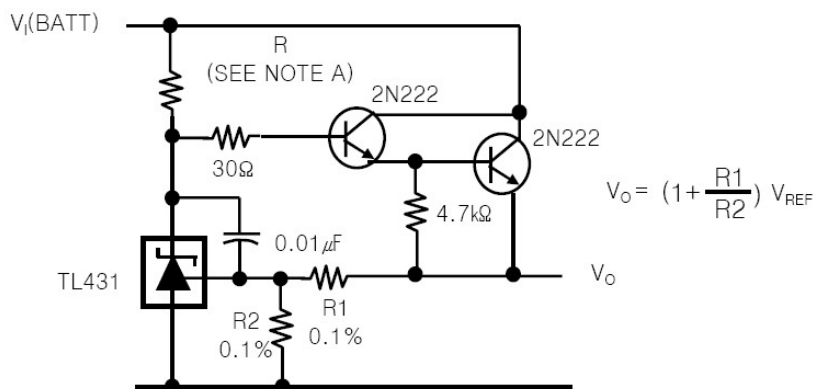 V_I(BATT)
R
(SEE NOTE A)
2N222
2N222
30Ω
4.7kΩ
V_O = (1+R1/R2) V_REF
0.01μF
TL431
V_O
R1
0.1%
R2
0.1%